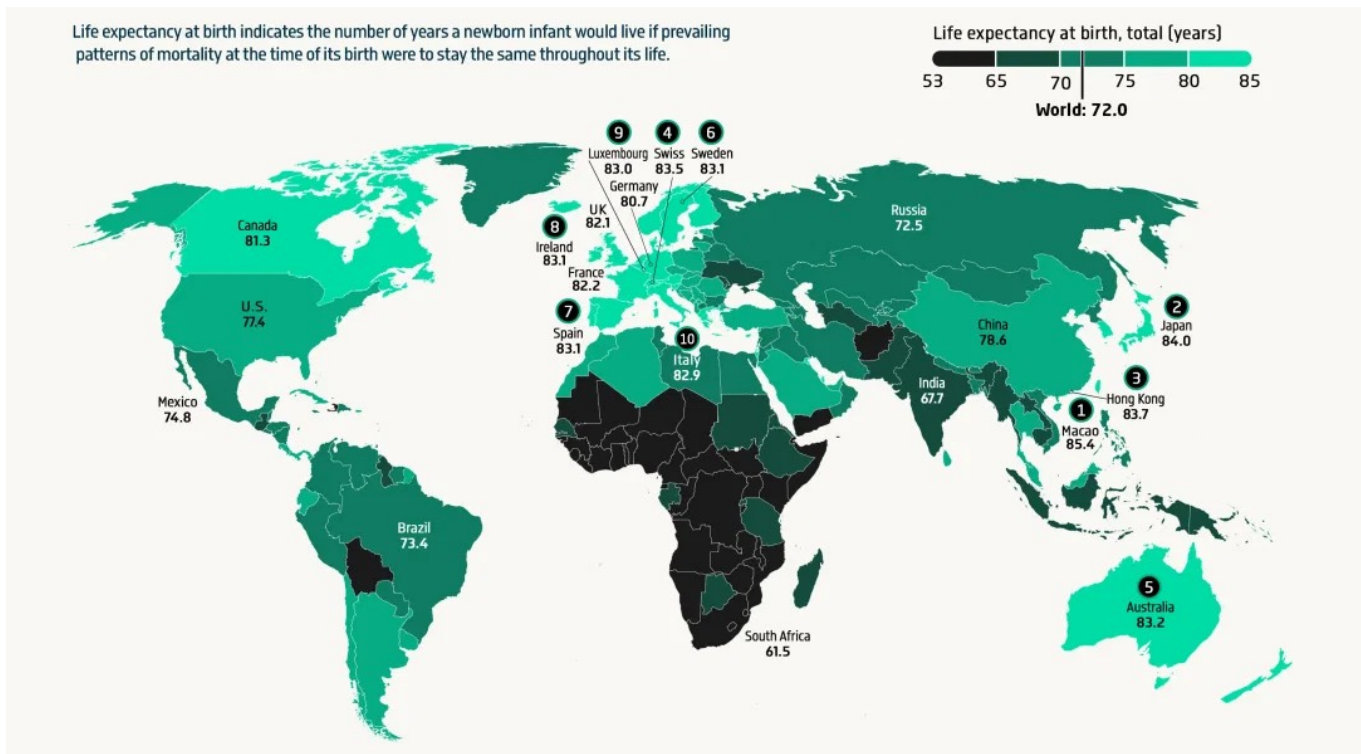 Life expectancy at birth indicates the number of years a newborn infant would live if prevailing
patterns of mortality at the time of its birth were to stay the same throughout its life.
Life expectancy at birth, total (years)
53 65 70 75 80 85
World: 72.0
9
Luxembourg
83.0
4
Swiss
83.5
6
Sweden
83.1
Germany
80.7
UK
82.1
8
Ireland
83.1
France
82.2
7
Spain
83.1
10
Italy
82.9
Canada
81.3
U.S.
77.4
Mexico
74.8
Brazil
73.4
South Africa
61.5
Russia
72.5
China
78.6
India
67.7
2
Japan
84.0
3
Hong Kong
83.7
1
Macao
85.4
5
Australia
83.2